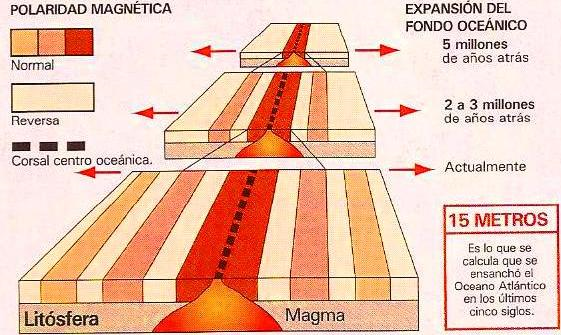 POLARIDAD MAGNÉTICA
Normal
Reversa
Corsal centro oceánica.
EXPANSIÓN DEL
FONDO OCEÁNICO
5 millones
de años atrás
2 a 3 millones
de años atrás
Actualmente
15 METROS
Es lo que se
calcula que se
ensanchó el
Oceano Atlántico
en los últimos
cinco siglos.
Litósfera
Magma